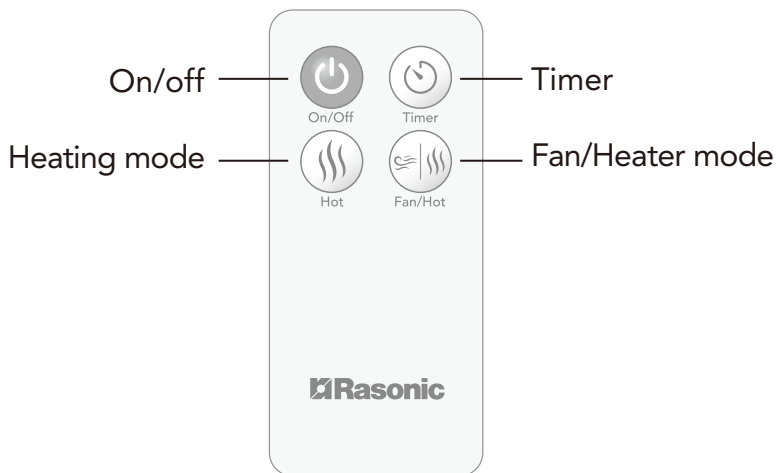 On/off
Timer
On/Off
Timer
Heating mode
Fan/Heater mode
Hot
Fan/Hot
Rasonic